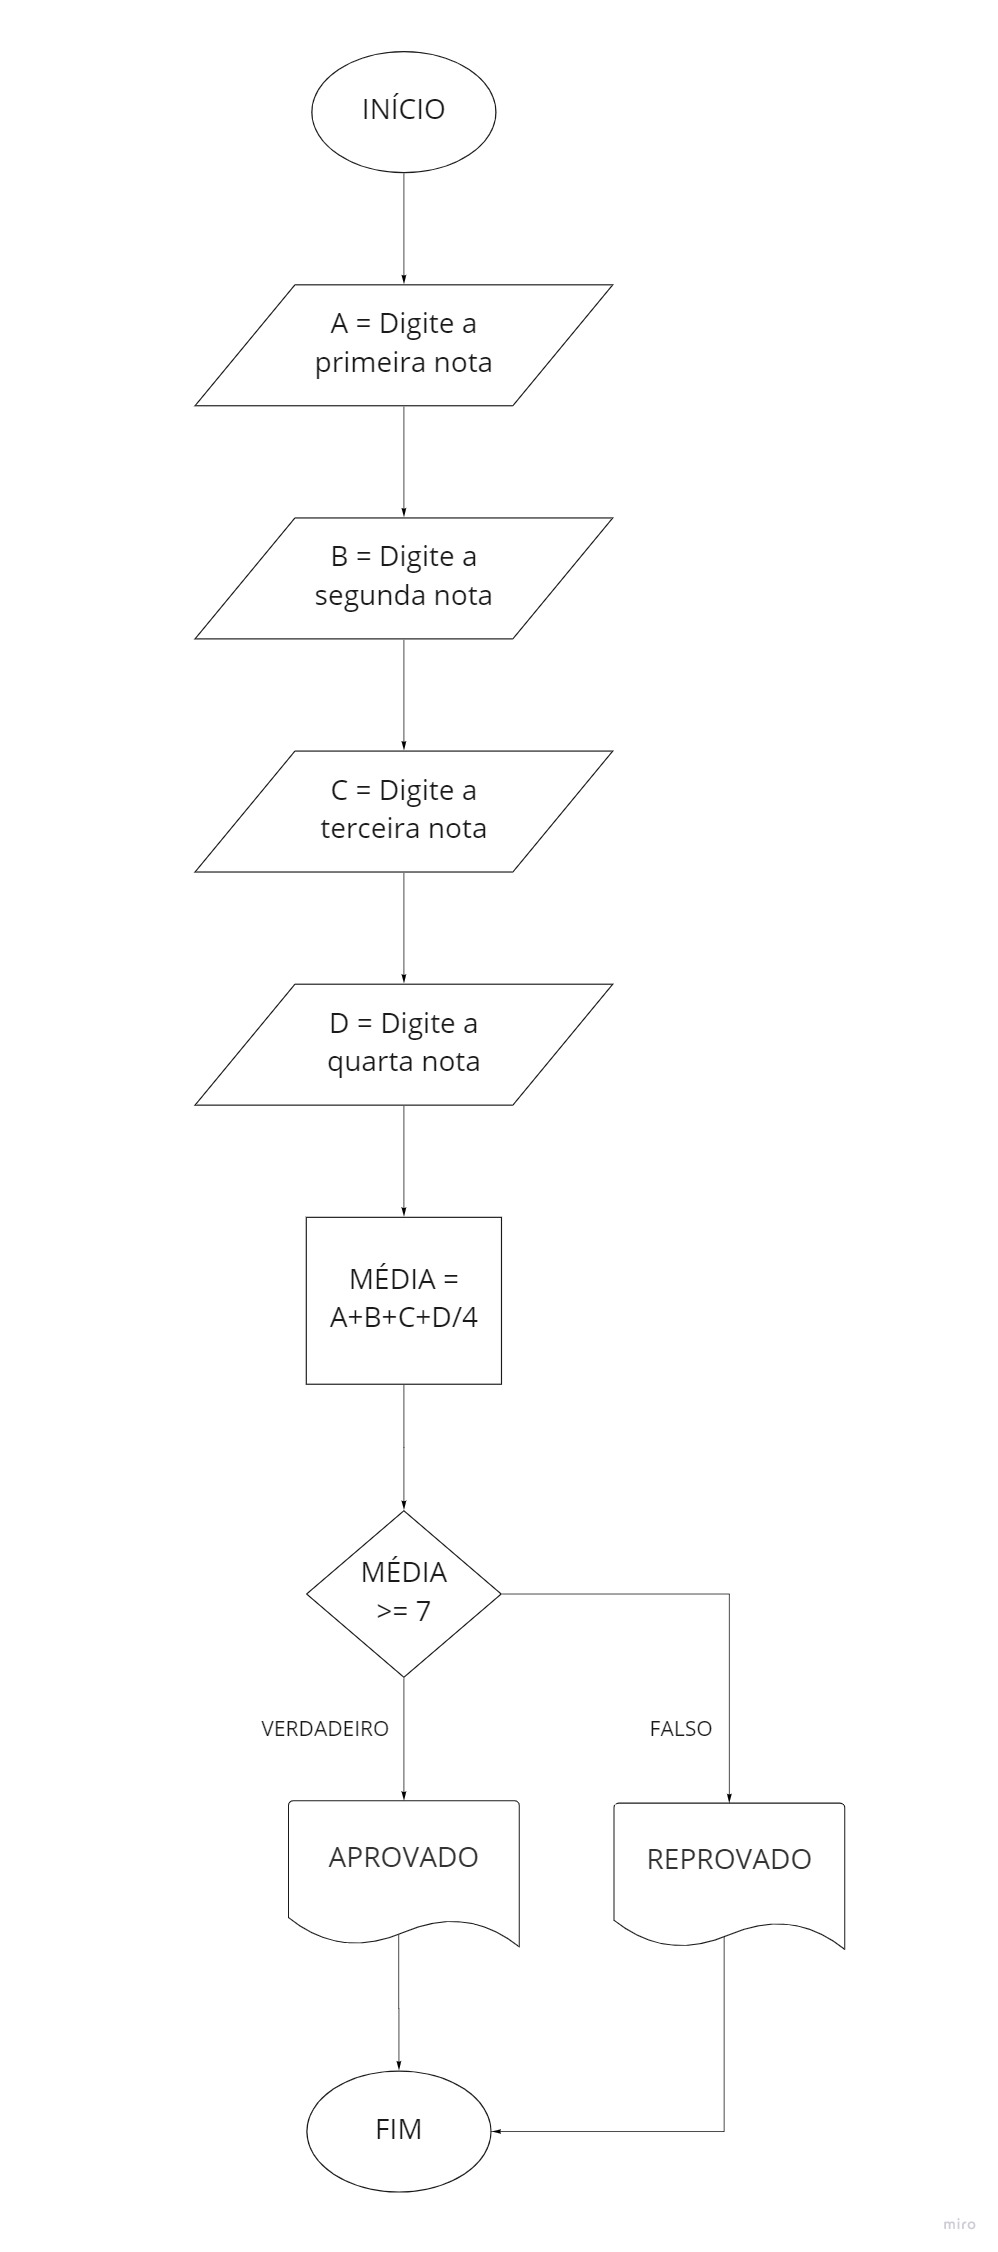 INÍCIO
A = Digite a
primeira nota
B = Digite a
segunda nota
C = Digite a
terceira nota
D = Digite a
quarta nota
MÉDIA =
A+B+C+D/4
MÉDIA
>= 7
VERDADEIRO
FALSO
APROVADO
REPROVADO
FIM
miro